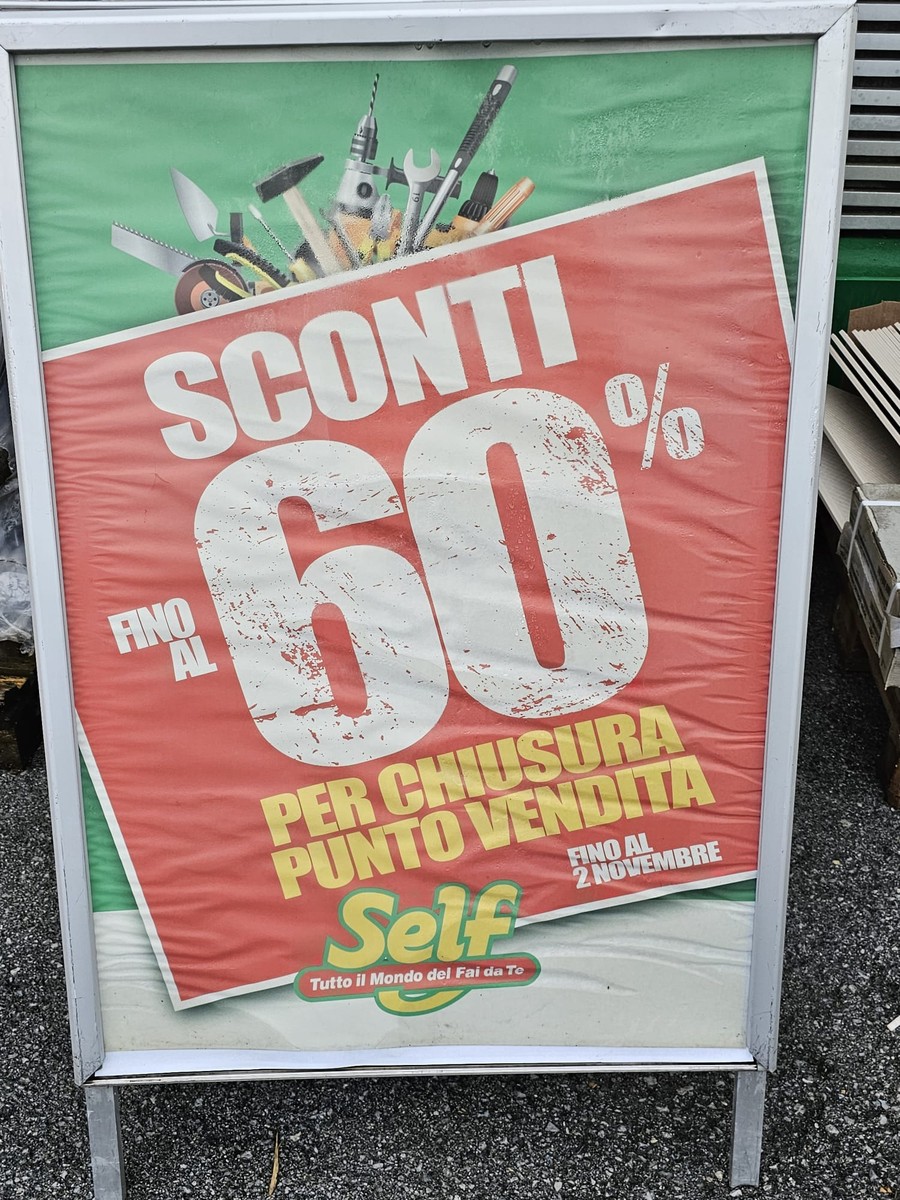 SCONTI
60%
FINO
AL
PER CHIUSURA
PUNTO VENDITA
FINO AL
2 NOVEMBRE
Self
Tutto il Mondo del Fai da Te